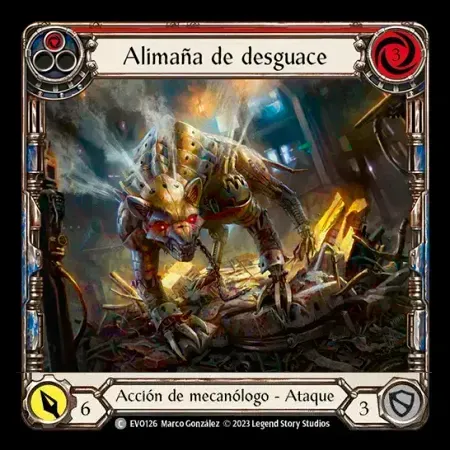 Alimaña de desguace
3
Acción de mecanólogo - Ataque
6
3
C EVO126 Marco González © 2023 Legend Story Studios